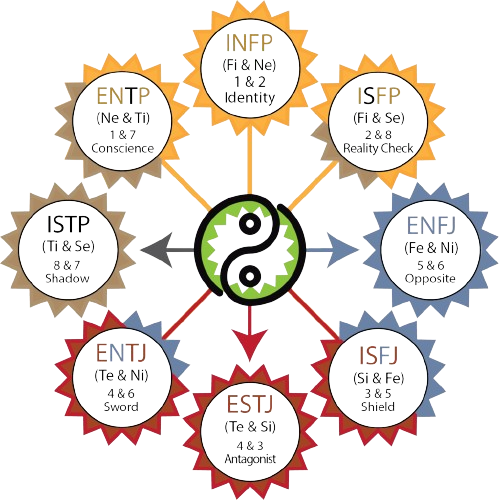 INFP
(Fi & Ne)
1 & 2
Identity
ENTP
(Ne & Ti)
1 & 7
Conscience
ISFP
(Fi & Se)
2 & 8
Reality Check
ISTP
(Ti & Se)
8 & 7
Shadow
ENFJ
(Fe & Ni)
5 & 6
Opposite
ENTJ
(Te & Ni)
4 & 6
Sword
ISFJ
(Si & Fe)
3 & 5
Shield
ESTJ
(Te & Si)
4 & 3
Antagonist